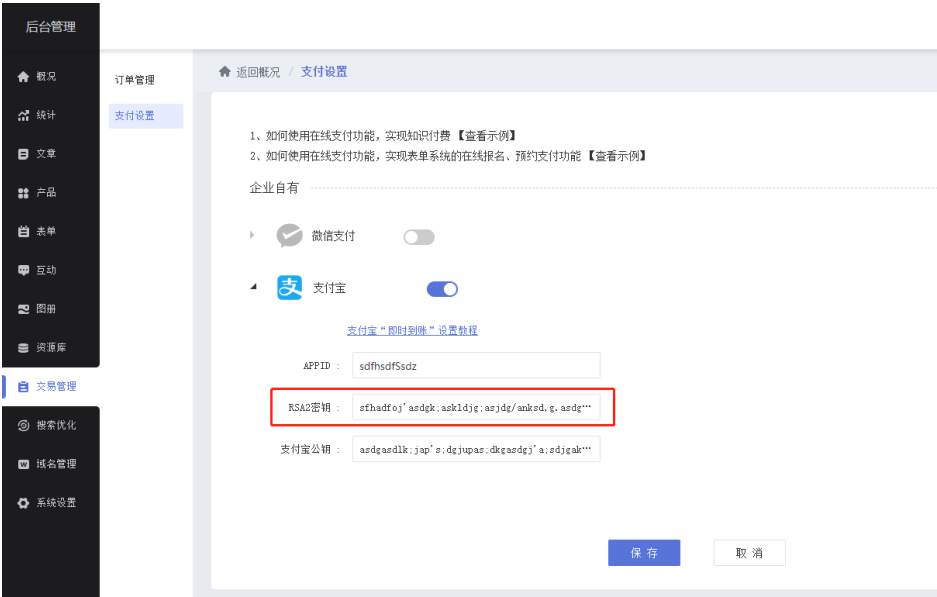 后台管理
概况
统计
文章
产品
表单
互动
图册
资源库
交易管理
搜索优化
域名管理
系统设置
订单管理
支付设置
返回概况 / 支付设置
1、如何使用在线支付功能，实现知识付费 【查看示例】
2、如何使用在线支付功能，实现表单系统的在线报名、预约支付功能 【查看示例】
企业自有
微信支付
支 支付宝
支付宝“即时到账”设置教程
APPID : sdfhsdfSsdz
RSA2密钥 : sfhadfoj'asdgk;askldjg;asjdg/anksd,g.asdg…
支付宝公钥 : asdgasdlk;jap's;dgjupas;dkgasdgj'a;sdjgak…
保 存
取 消